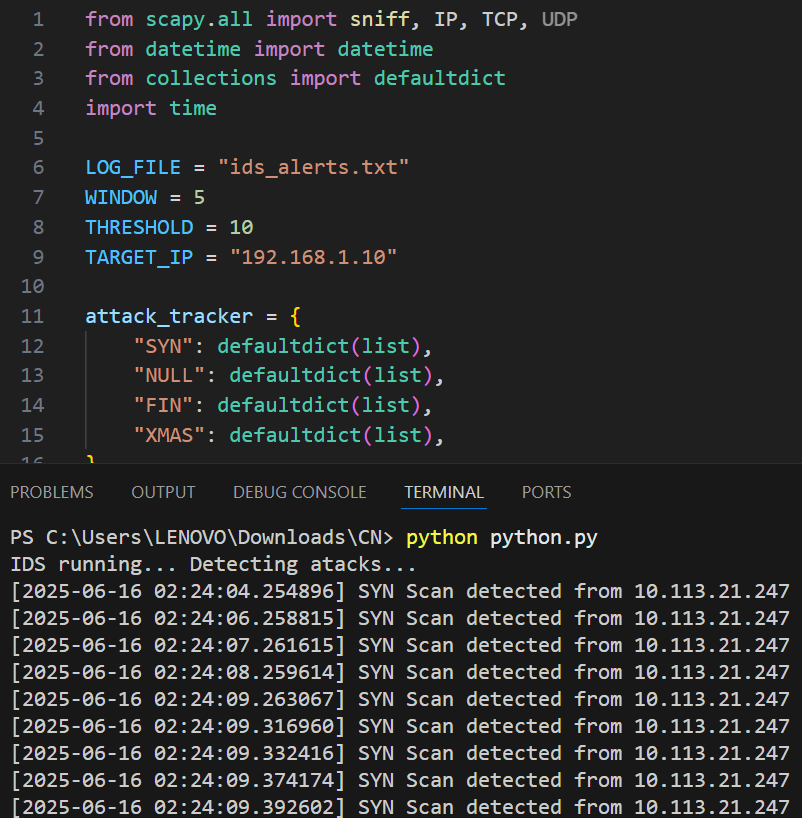 1 from scapy.all import sniff, IP, TCP, UDP
2 from datetime import datetime
3 from collections import defaultdict
4 import time
5
6 LOG_FILE = "ids_alerts.txt"
7 WINDOW = 5
8 THRESHOLD = 10
9 TARGET_IP = "192.168.1.10"
10
11 attack_tracker = {
12     "SYN": defaultdict(list),
13     "NULL": defaultdict(list),
14     "FIN": defaultdict(list),
15     "XMAS": defaultdict(list),
16 }
PROBLEMS OUTPUT DEBUG CONSOLE TERMINAL PORTS
PS C:\Users\LENOVO\Downloads\CN> python python.py
IDS running... Detecting atacks...
[2025-06-16 02:24:04.254896] SYN Scan detected from 10.113.21.247
[2025-06-16 02:24:06.258815] SYN Scan detected from 10.113.21.247
[2025-06-16 02:24:07.261615] SYN Scan detected from 10.113.21.247
[2025-06-16 02:24:08.259614] SYN Scan detected from 10.113.21.247
[2025-06-16 02:24:09.263067] SYN Scan detected from 10.113.21.247
[2025-06-16 02:24:09.316960] SYN Scan detected from 10.113.21.247
[2025-06-16 02:24:09.332416] SYN Scan detected from 10.113.21.247
[2025-06-16 02:24:09.374174] SYN Scan detected from 10.113.21.247
[2025-06-16 02:24:09.392602] SYN Scan detected from 10.113.21.247